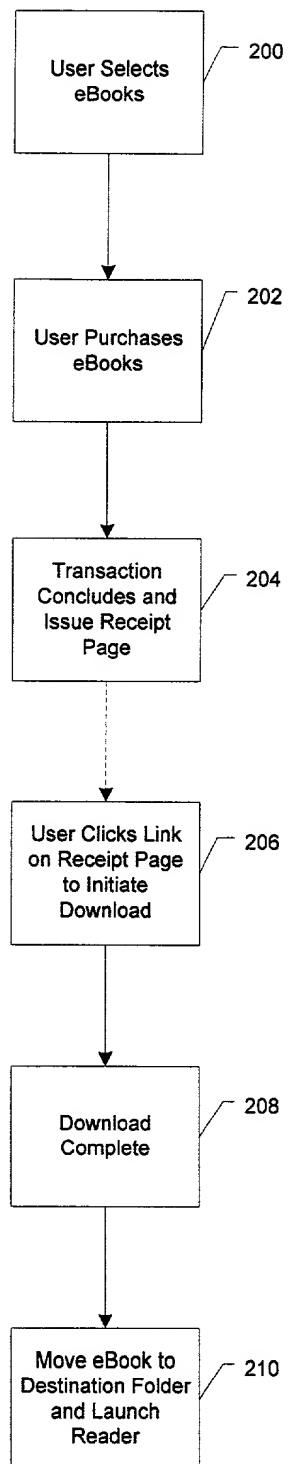 User Selects
eBooks
200
User Purchases
eBooks
202
Transaction
Concludes and
Issue Receipt
Page
204
User Clicks Link
on Receipt Page
to Initiate
Download
206
Download
Complete
208
Move eBook to
Destination Folder
and Launch
Reader
210